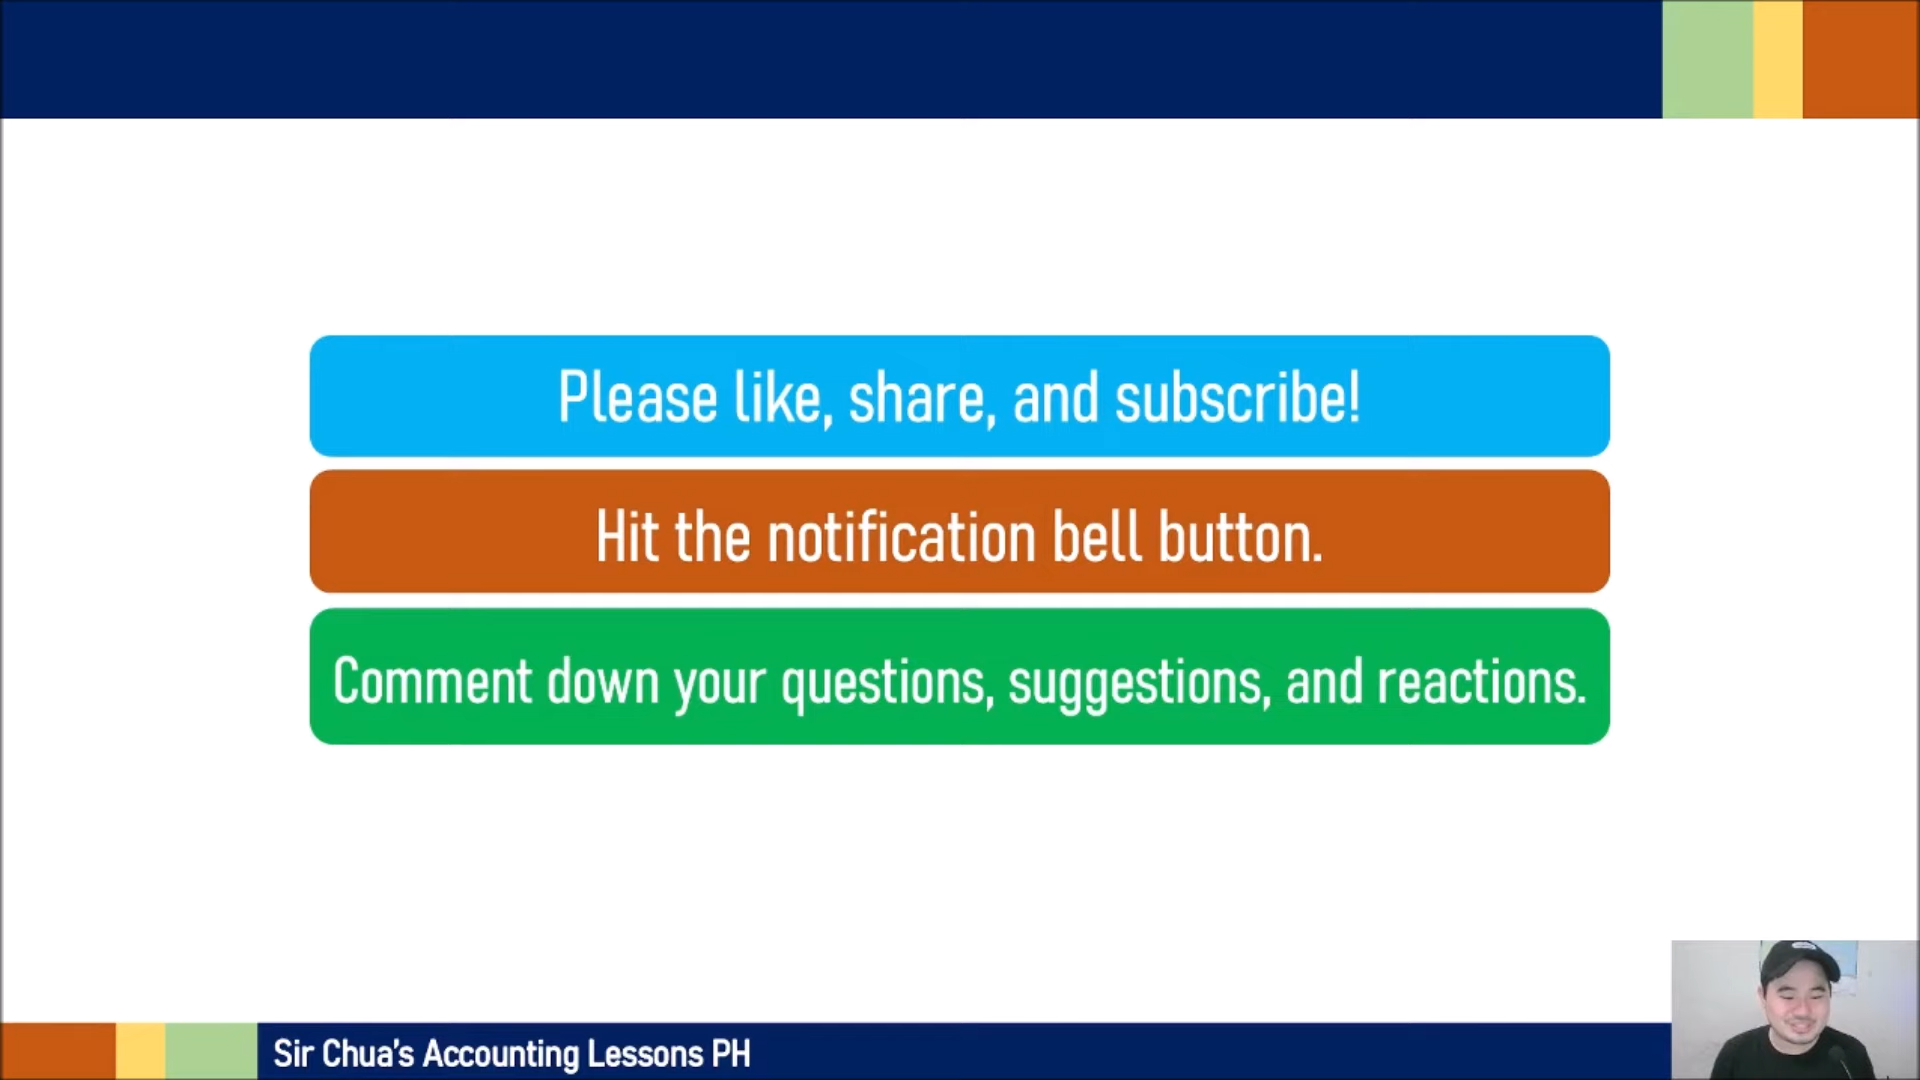 Please like, share, and subscribe!
Hit the notification bell button.
Comment down your questions, suggestions, and reactions.
Sir Chua's Accounting Lessons PH